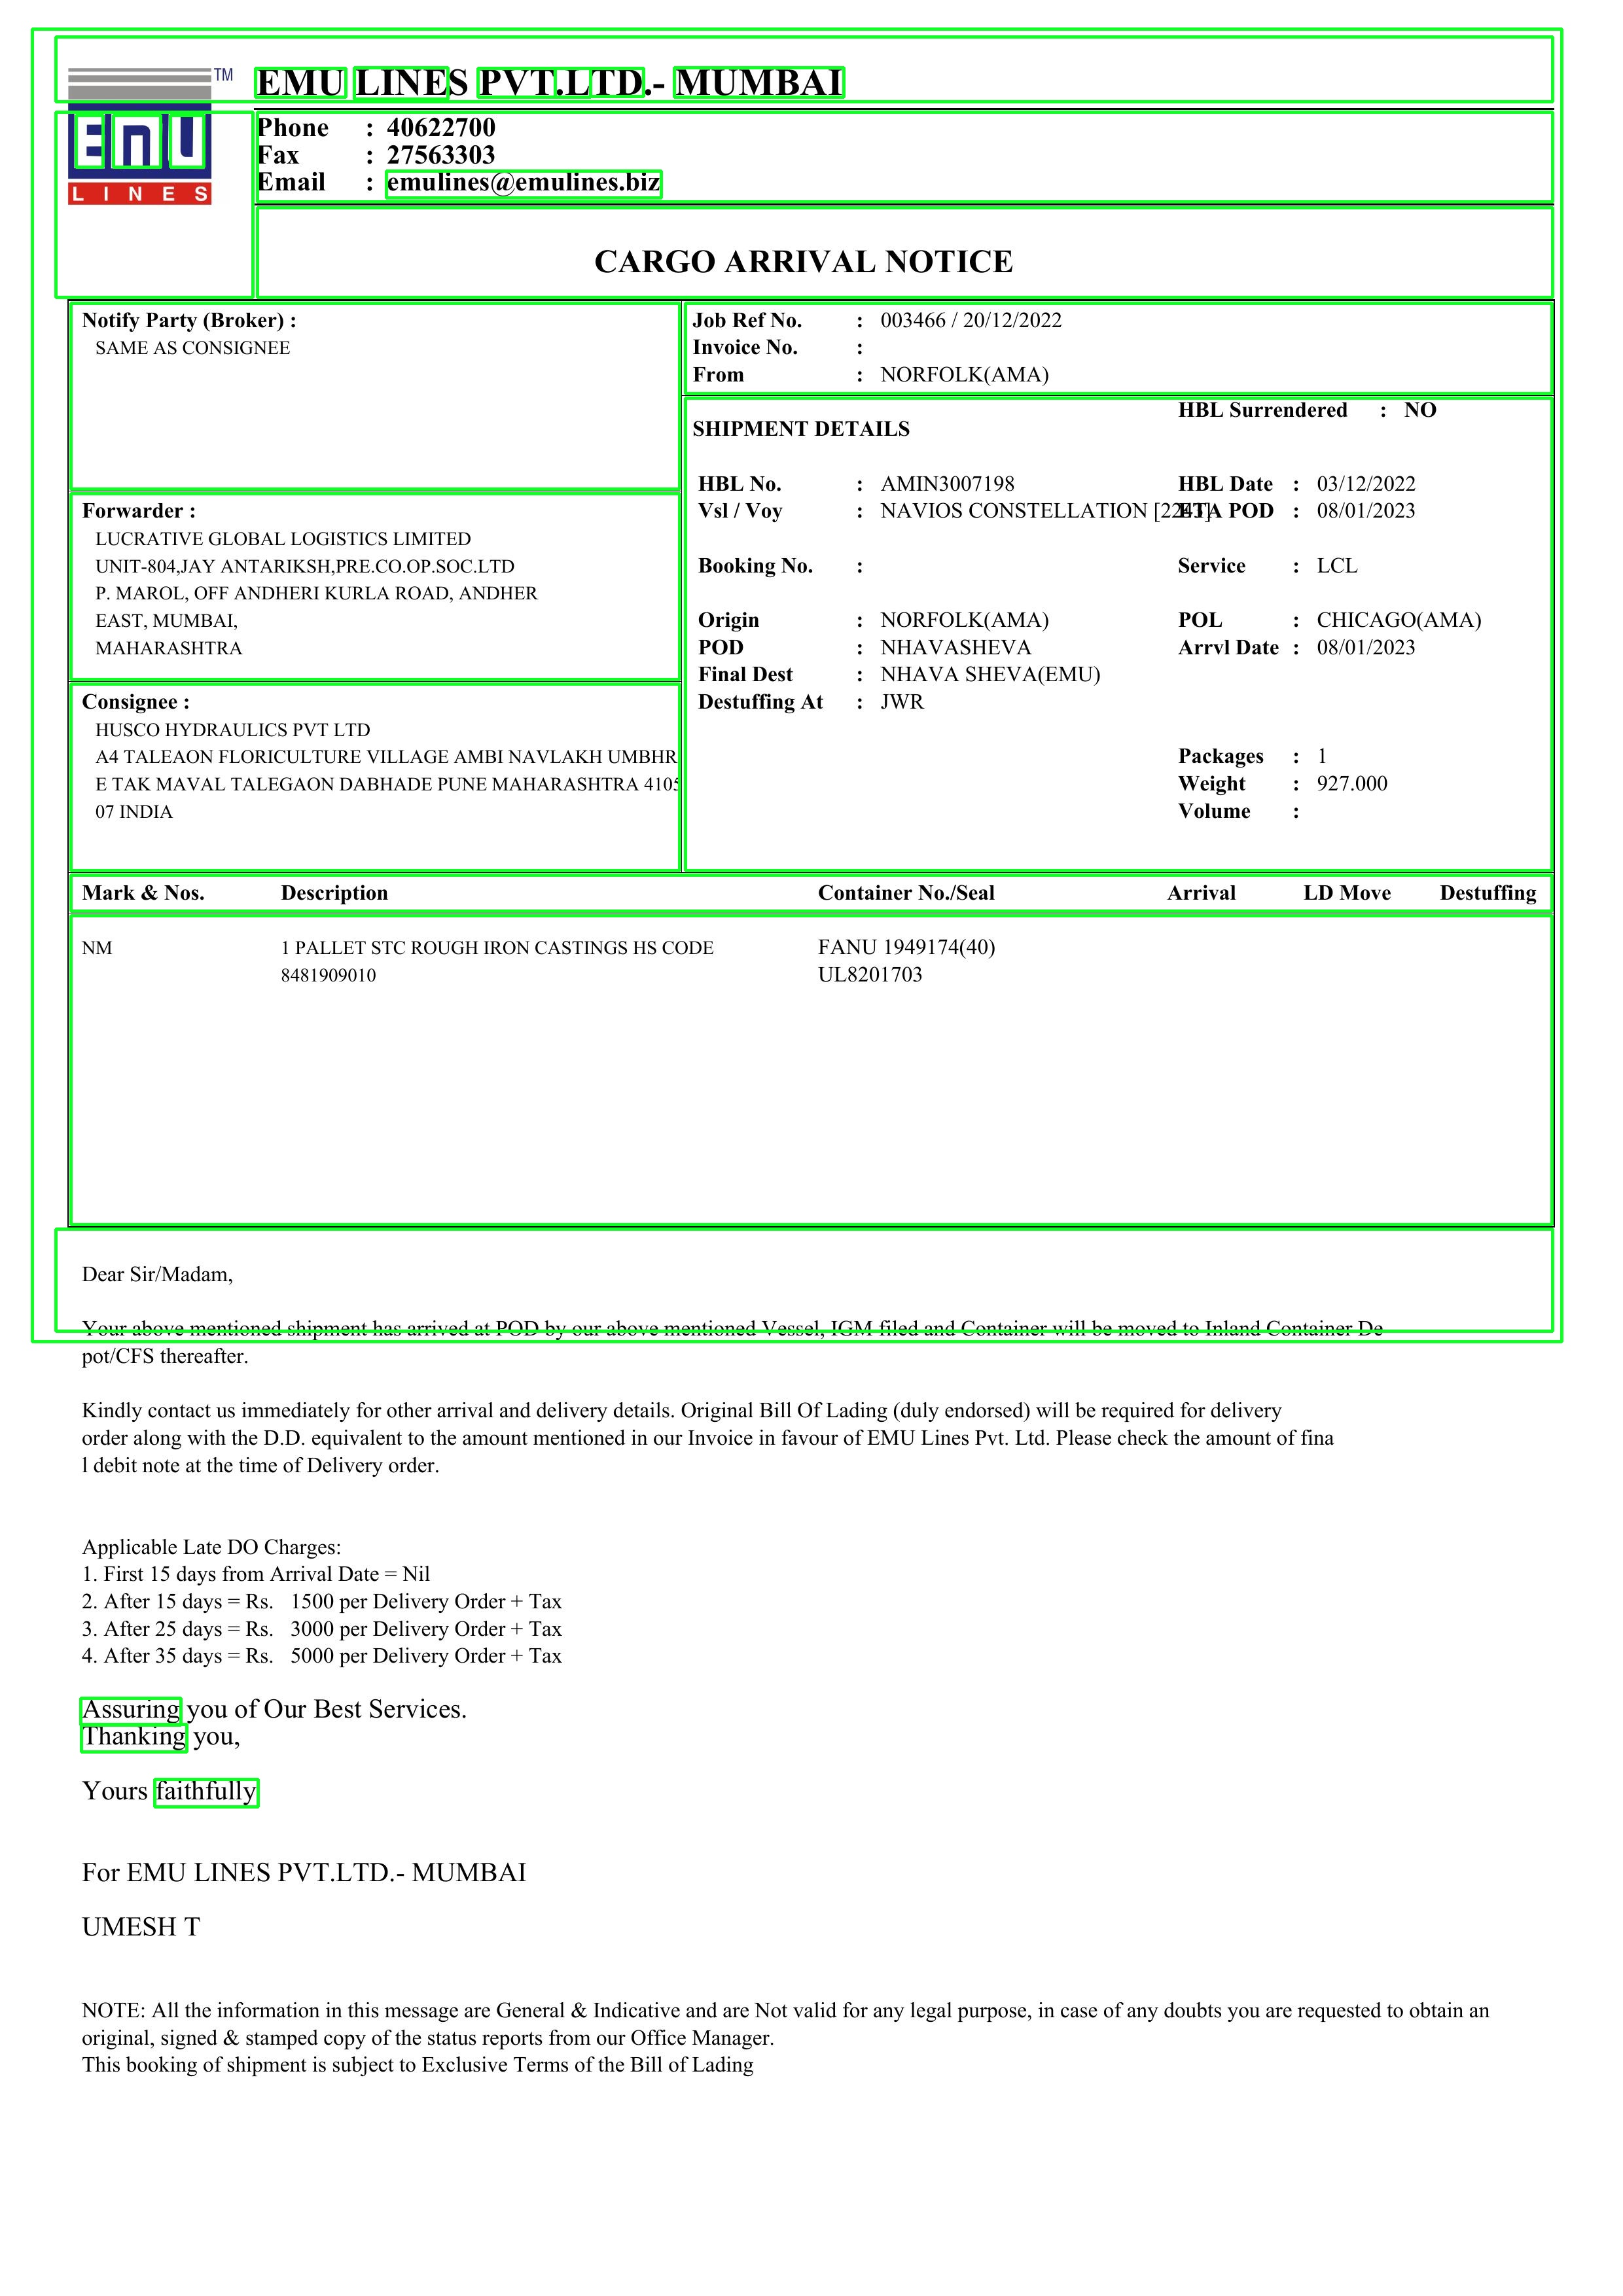 TM
EMU LINES PVT.LTD.- MUMBAI
EMU
LINES
Phone : 40622700
Fax : 27563303
Email : emulines@emulines.biz
CARGO ARRIVAL NOTICE
Notify Party (Broker) :
SAME AS CONSIGNEE
Job Ref No. : 003466 / 20/12/2022
Invoice No. :
From : NORFOLK(AMA)
Forwarder :
LUCRATIVE GLOBAL LOGISTICS LIMITED
UNIT-804,JAY ANTARIKSH,PRE.CO.OP.SOC.LTD
P. MAROL, OFF ANDHERI KURLA ROAD, ANDHER
EAST, MUMBAI,
MAHARASHTRA
Consignee :
HUSCO HYDRAULICS PVT LTD
A4 TALEAON FLORICULTURE VILLAGE AMBI NAVLAKH UMBHR
E TAK MAVAL TALEGAON DABHADE PUNE MAHARASHTRA 4105
07 INDIA
HBL Surrendered : NO
SHIPMENT DETAILS
HBL No. : AMIN3007198 HBL Date : 03/12/2022
Vsl / Voy : NAVIOS CONSTELLATION ETA POD : 08/01/2023
Booking No. : Service : LCL
Origin : NORFOLK(AMA) POL : CHICAGO(AMA)
POD : NHAVASHEVA Arrvl Date : 08/01/2023
Final Dest : NHAVA SHEVA(EMU)
Destuffing At : JWR
Packages : 1
Weight : 927.000
Volume :
Mark & Nos. Description Container No./Seal Arrival LD Move Destuffing
NM 1 PALLET STC ROUGH IRON CASTINGS HS CODE FANU 1949174(40)
8481909010 UL8201703
Dear Sir/Madam,
Your above mentioned shipment has arrived at POD by our above mentioned Vessel, IGM filed and Container will be moved to Inland Container De
pot/CFS thereafter.
Kindly contact us immediately for other arrival and delivery details. Original Bill Of Lading (duly endorsed) will be required for delivery
order along with the D.D. equivalent to the amount mentioned in our Invoice in favour of EMU Lines Pvt. Ltd. Please check the amount of fina
l debit note at the time of Delivery order.
Applicable Late DO Charges:
1. First 15 days from Arrival Date = Nil
2. After 15 days = Rs. 1500 per Delivery Order + Tax
3. After 25 days = Rs. 3000 per Delivery Order + Tax
4. After 35 days = Rs. 5000 per Delivery Order + Tax
Assuring you of Our Best Services.
Thanking you,
Yours faithfully
For EMU LINES PVT.LTD.- MUMBAI
UMESH T
NOTE: All the information in this message are General & Indicative and are Not valid for any legal purpose, in case of any doubts you are requested to obtain an
original, signed & stamped copy of the status reports from our Office Manager.
This booking of shipment is subject to Exclusive Terms of the Bill of Lading